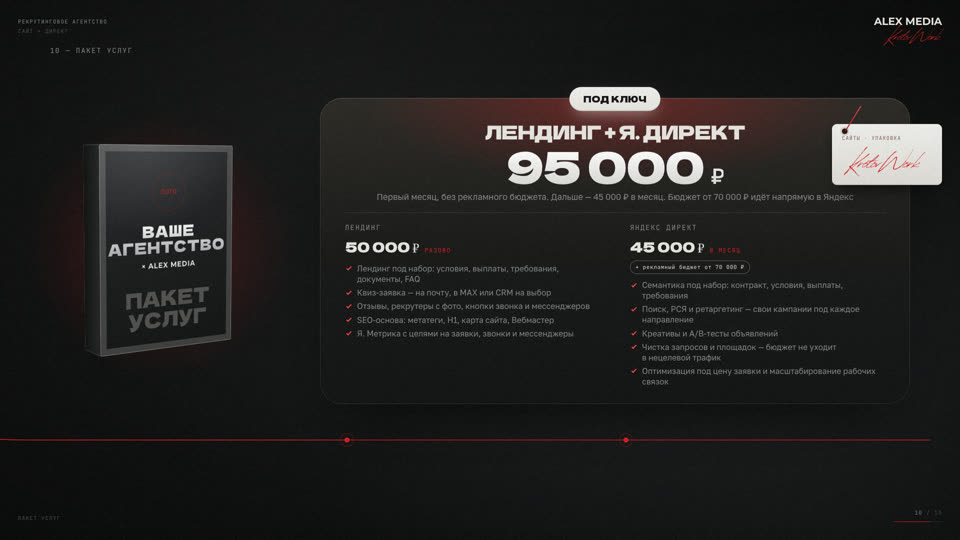 РЕКРУТИНГОВОЕ АГЕНТСТВО
САЙТ + ДИРЕКТ
10 — ПАКЕТ УСЛУГ
ALEX MEDIA
KreborWork
ПОД КЛЮЧ
ЛЕНДИНГ + Я. ДИРЕКТ
95 000 ₽
Первый месяц, без рекламного бюджета. Дальше — 45 000 ₽ в месяц. Бюджет от 70 000 ₽ идёт напрямую в Яндекс
САЙТЫ · УПАКОВКА
ЛЕНДИНГ
50 000 ₽ РАЗОВО
Лендинг под набор: условия, выплаты, требования,
документы, FAQ
Квиз-заявка — на почту, в MAX или CRM на выбор
Отзывы, рекрутеры с фото, кнопки звонка и мессенджеров
SEO-основа: метатеги, H1, карта сайта, Вебмастер
Я. Метрика с целями на заявки, звонки и мессенджеры
ЯНДЕКС ДИРЕКТ
45 000 ₽ В МЕСЯЦ
+ рекламный бюджет от 70 000 ₽
Семантика под набор: контракт, условия, выплаты,
требования
Поиск, РСЯ и ретаргетинг — свои кампании под каждое
направление
Креативы и A/B-тесты объявлений
Чистка запросов и площадок — бюджет не уходит
в нецелевой трафик
Оптимизация под цену заявки и масштабирование рабочих
связок
ВАШЕ
АГЕНТСТВО
× ALEX MEDIA
ПАКЕТ
УСЛУГ
ПАКЕТ УСЛУГ
10 / 15